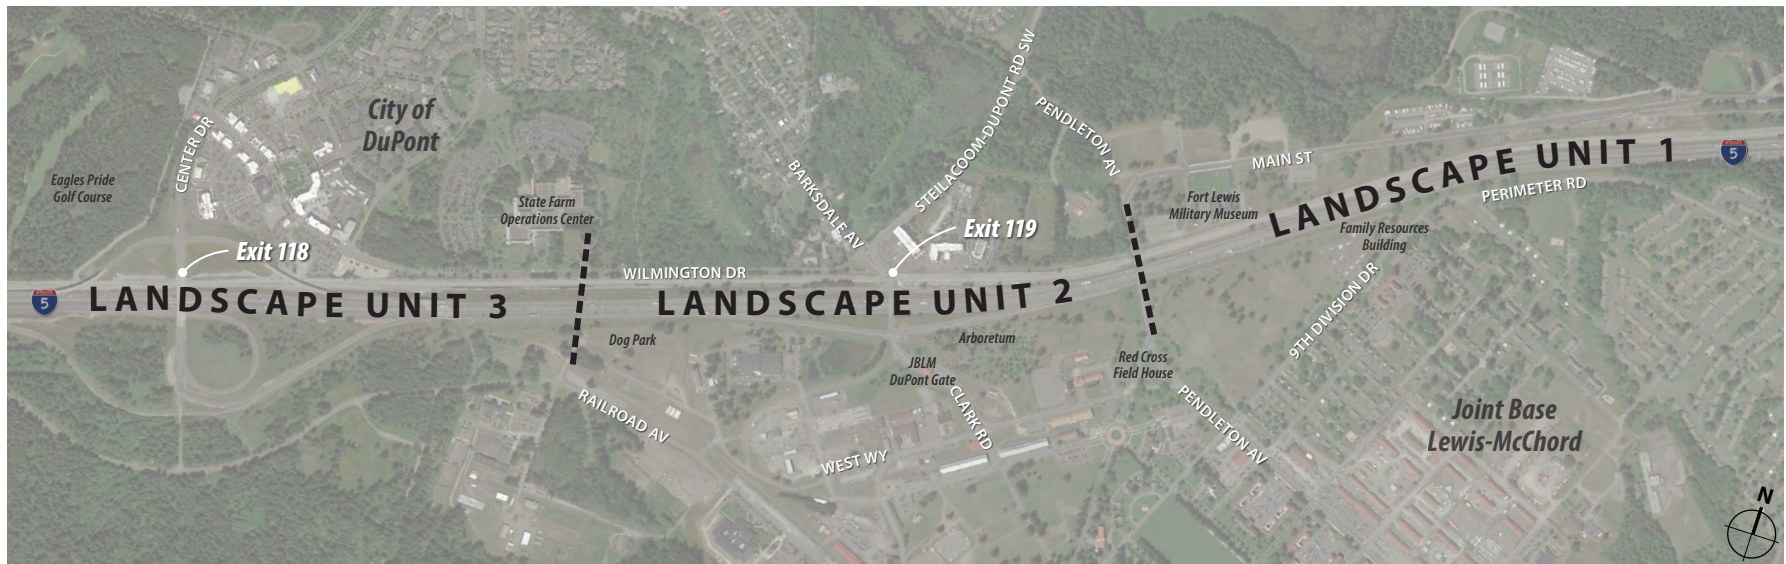 City of
DuPont
CENTER DR
Eagles Pride
Golf Course
State Farm
Operations Center
Exit 118
BARKSDALE AV
STEILACOOM-DUPONT RD SW
PENDLETON AV
Exit 119
WILMINGTON DR
MAIN ST
Fort Lewis
Military Museum
LANDSCAPE UNIT 1
5
PERIMETER RD
Family Resources
Building
5
LANDSCAPE UNIT 3
LANDSCAPE UNIT 2
9TH DIVISION DR
Dog Park
Arboretum
JBLM
DuPont Gate
Red Cross
Field House
RAILROAD AV
CLARK RD
PENDLETON AV
WEST WY
Joint Base
Lewis-McChord
N